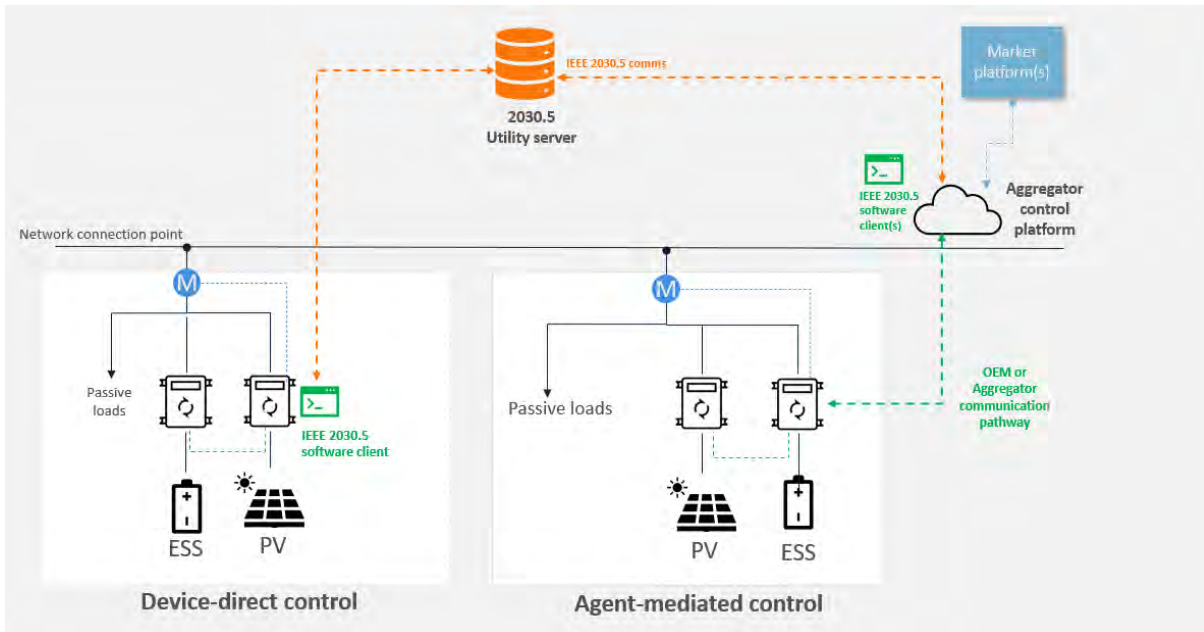 Market
platform(s)
IEEE 2030.5 comms
2030.5
Utility server
IEEE 2030.5
software
client(s)
Aggregator
control
platform
Network connection point
M
M
Passive
loads
IEEE 2030.5
software client
Passive loads
OEM or
Aggregator
communication
pathway
ESS
PV
PV
ESS
Device-direct control
Agent-mediated control